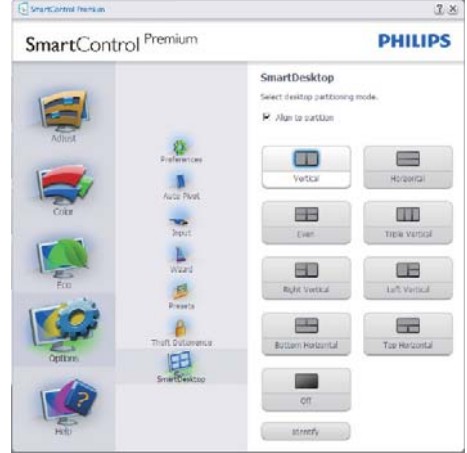 SmartControl Premium
SmartControl Premium
PHILIPS
SmartDesktop
Select desktop partitioning mode.
Align to partition
Adjust
Color
Eco
Options
Help
Preferences
Auto Pivot
Input
Wizard
Presets
Theft Deterrence
SmartDesktop
Vertical
Horizontal
Even
Triple Vertical
Right Vertical
Left Vertical
Bottom Horizontal
Top Horizontal
Off
Identify